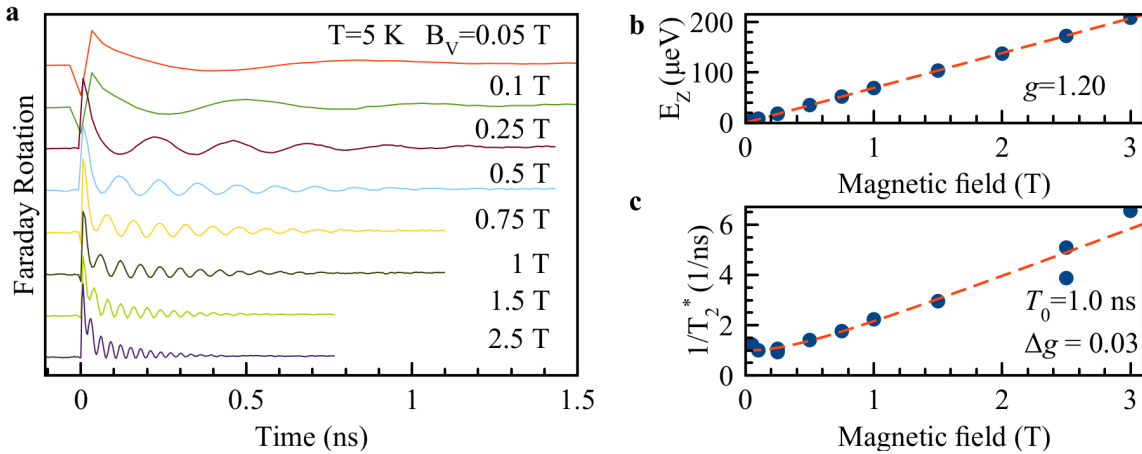 a
T=5 K B_V=0.05 T
0.1 T
0.25 T
0.5 T
0.75 T
1 T
1.5 T
2.5 T
Faraday Rotation
0 0.5 1 1.5
Time (ns)
b
200
100
0
E_Z (μeV)
g=1.20
0 1 2 3
Magnetic field (T)
c
6
4
2
0
1/T_2^* (1/ns)
T_0=1.0 ns
Δg = 0.03
0 1 2 3
Magnetic field (T)